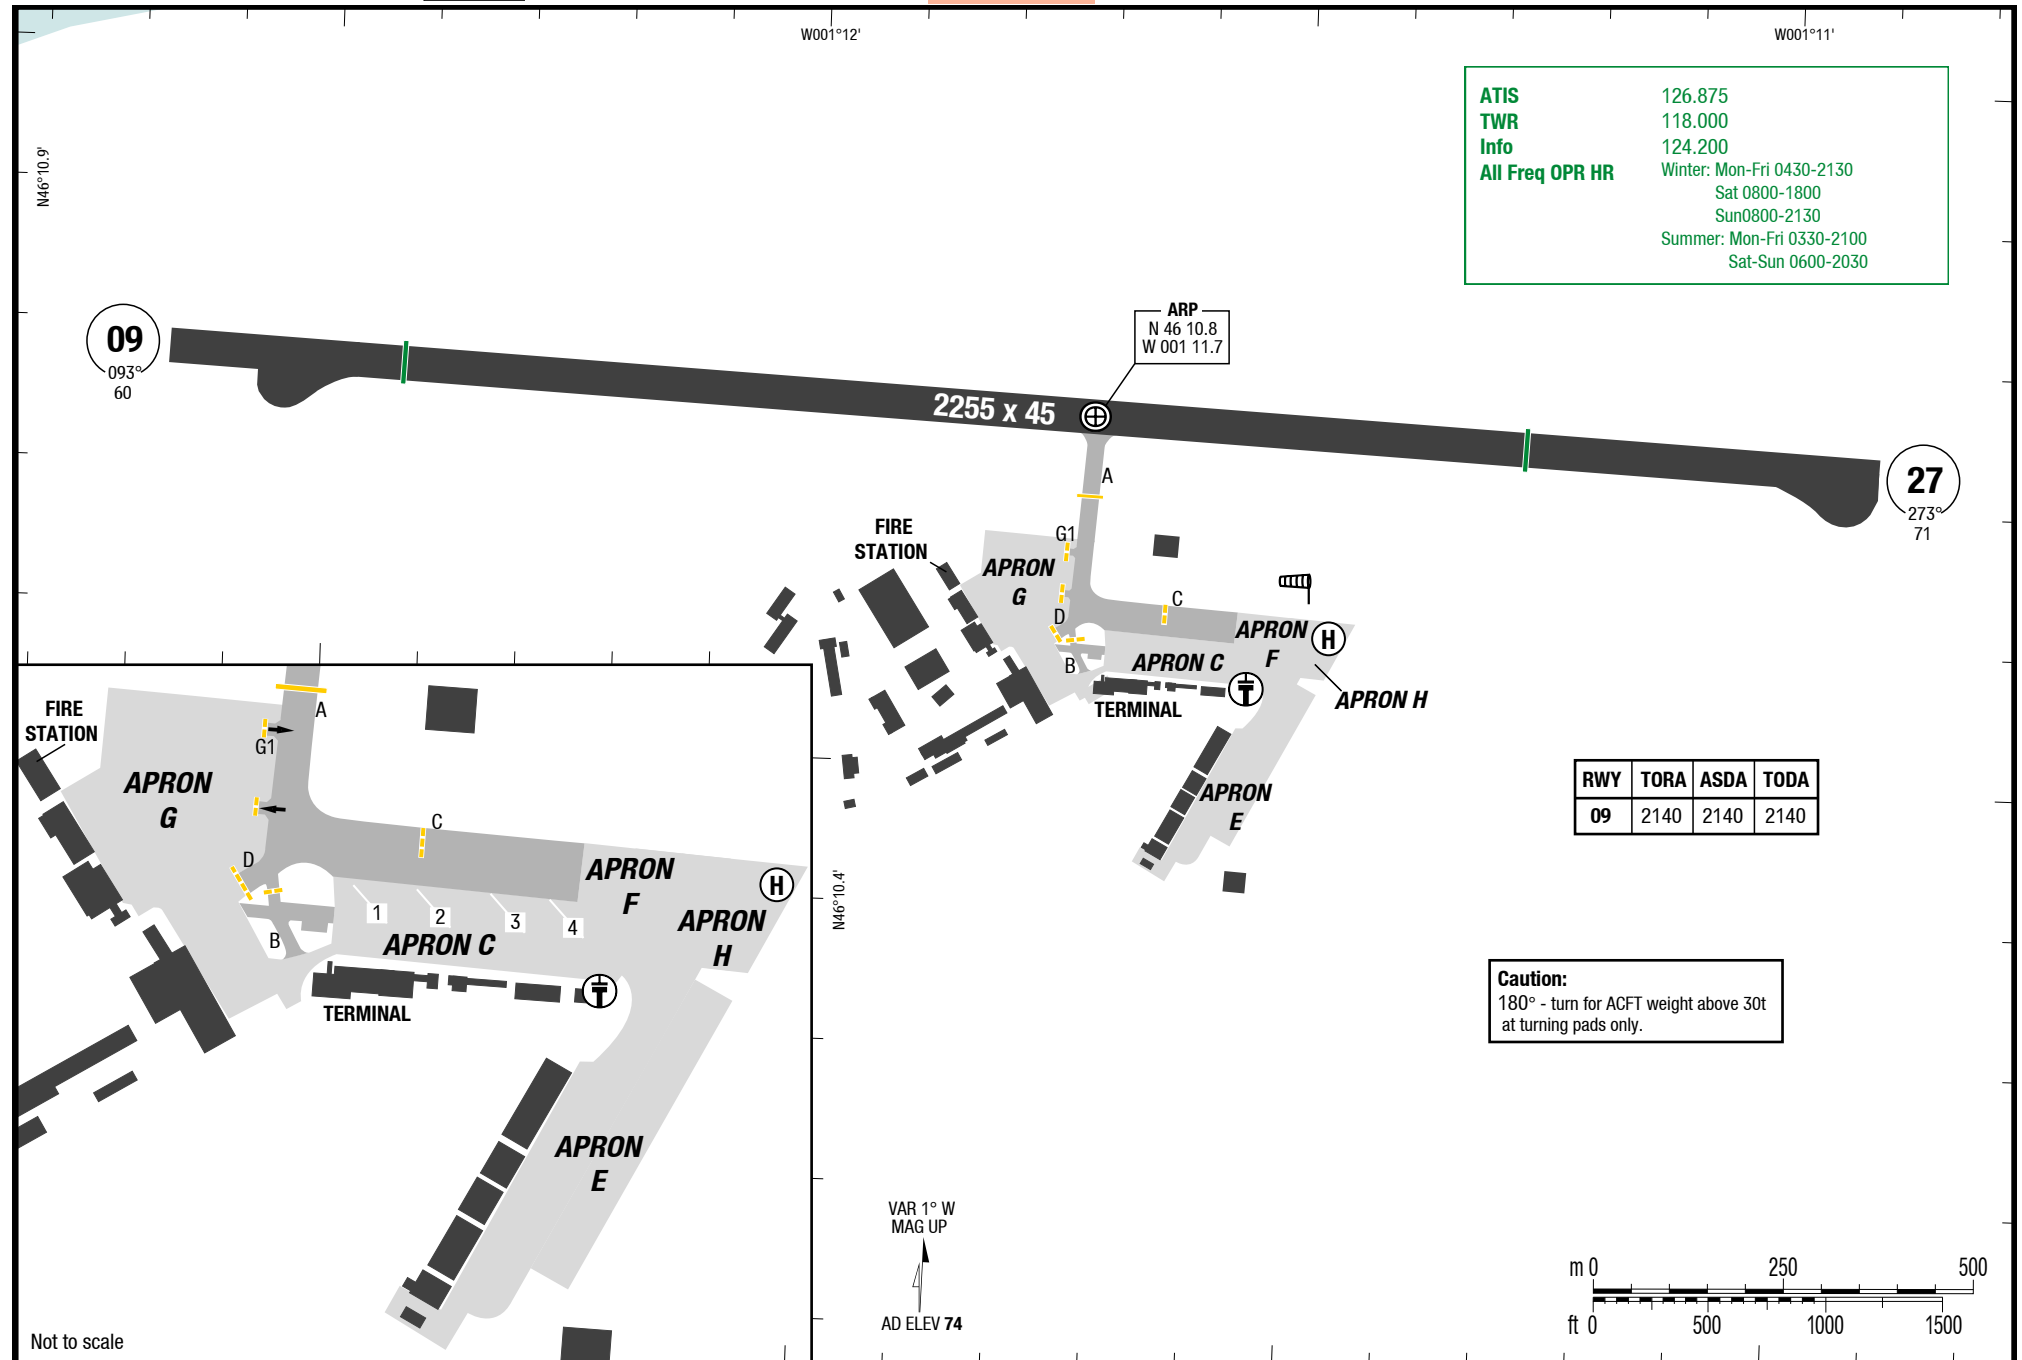 W001°12'
W001°11'
N46°10.9'
ATIS 126.875
TWR 118.000
Info 124.200
All Freq OPR HR Winter: Mon-Fri 0430-2130
Sat 0800-1800
Sun0800-2130
Summer: Mon-Fri 0330-2100
Sat-Sun 0600-2030
09
093°
60
ARP
N 46 10.8
W 001 11.7
2255 x 45
27
273°
71
A
G1
FIRE
STATION
APRON
G
D
C
B
APRON
F
H
APRON C
APRON H
TERMINAL
APRON
E
RWY TORA ASDA TODA
09 2140 2140 2140
Caution:
180° - turn for ACFT weight above 30t
at turning pads only.
A
FIRE
STATION
G1
APRON
G
C
D
APRON
F
H
1
2
3
4
APRON
H
B
APRON C
TERMINAL
APRON
E
Not to scale
N46°10.4'
VAR 1° W
MAG UP
AD ELEV 74
m 0 250 500
ft 0 500 1000 1500